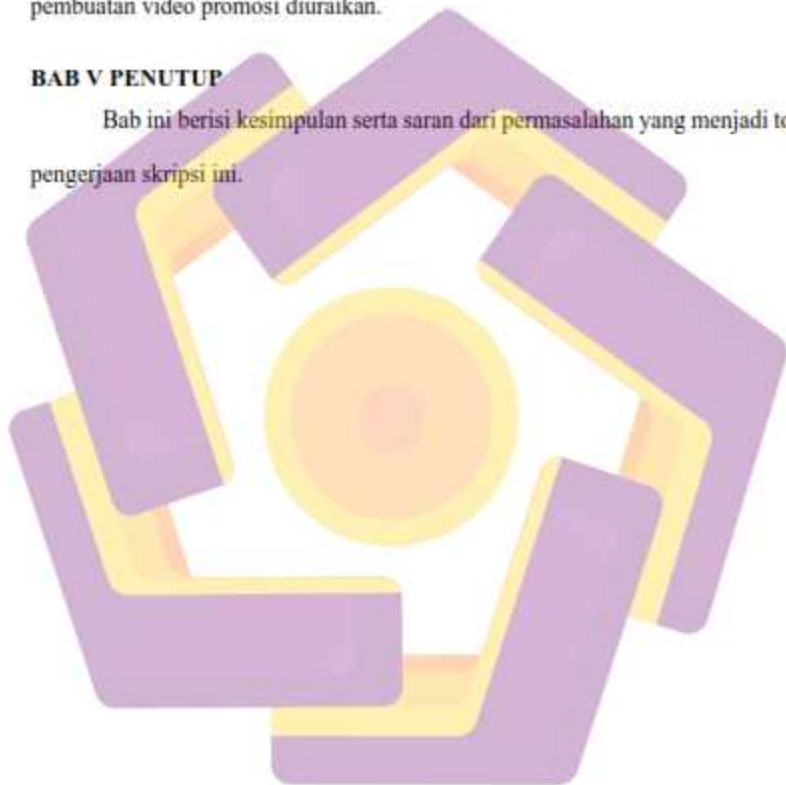 pembuatan video promosi diuraikan.
BAB V PENUTUP
Bab ini berisi kesimpulan serta saran dari permasalahan yang menjadi
pengerjaan skripsi ini.